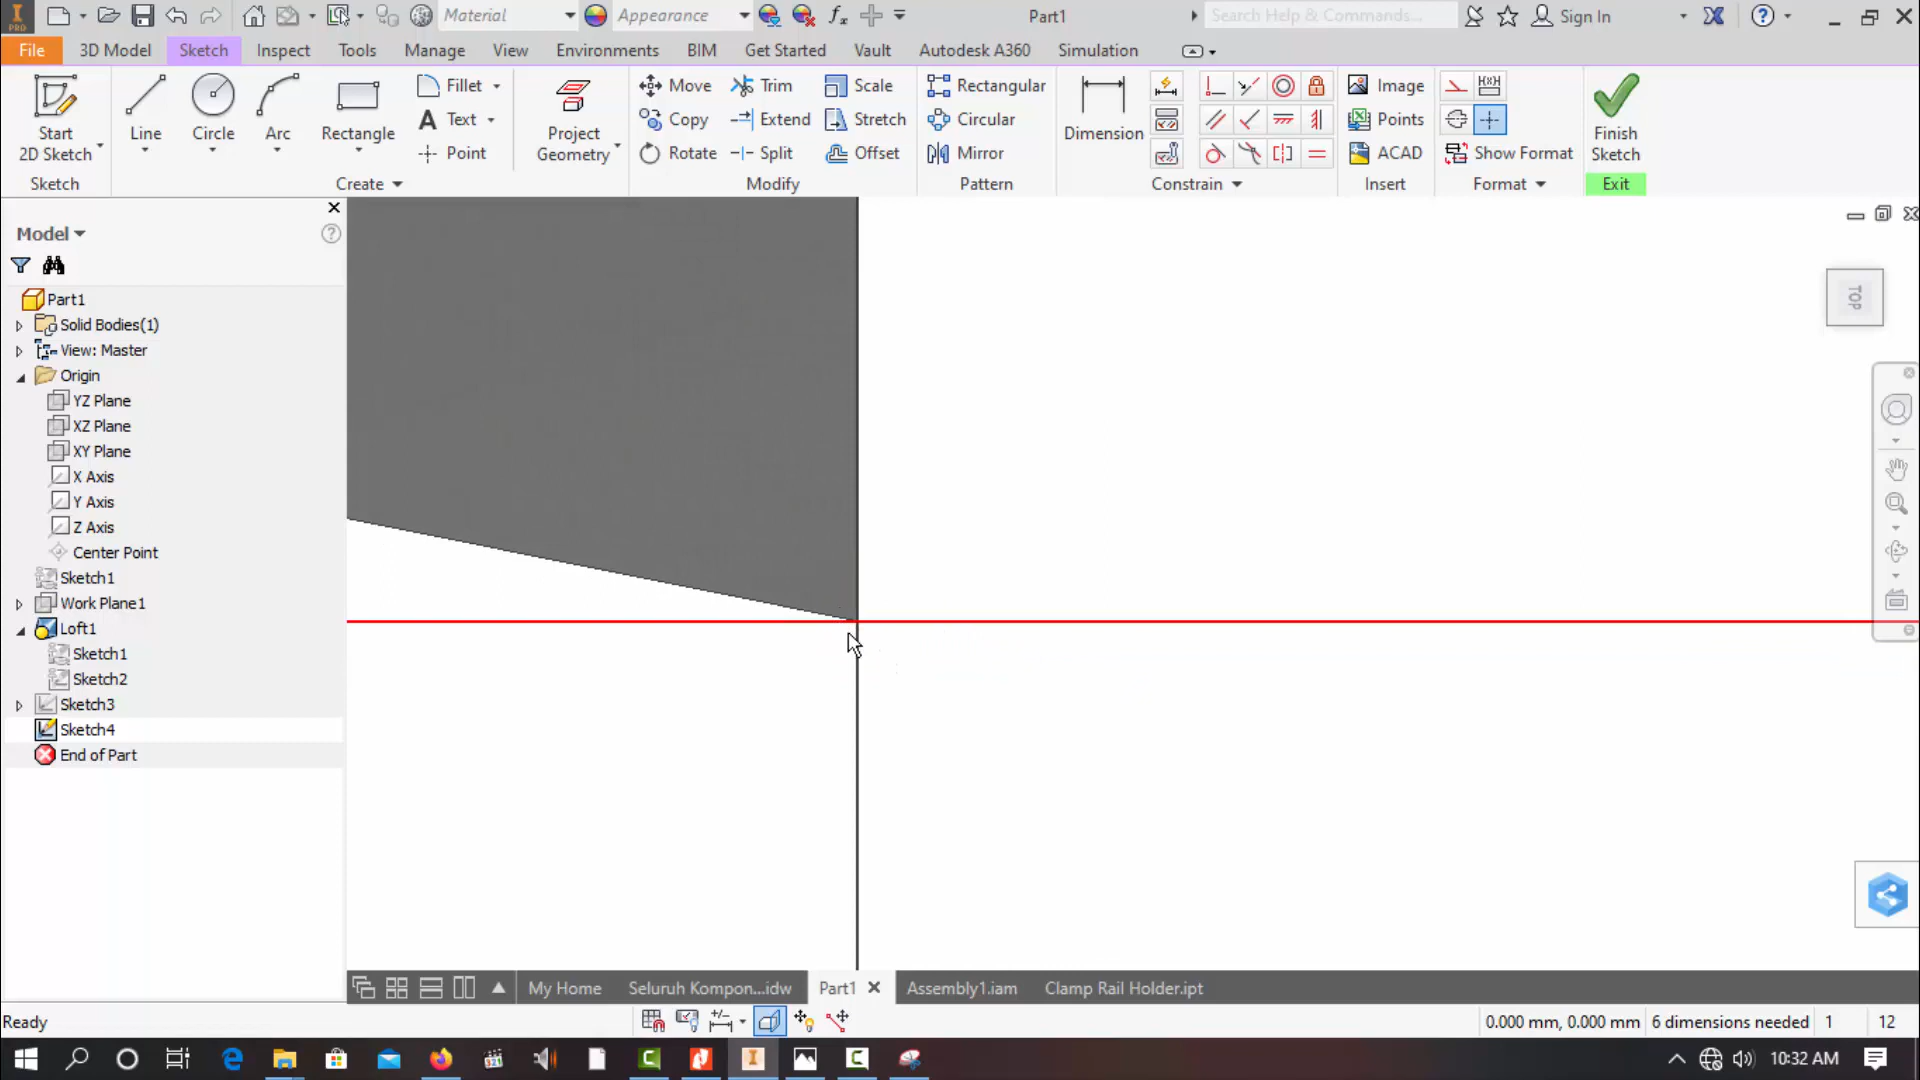 PRO
Material
Appearance
Part1
Search Help & Commands...
Sign In
File
3D Model
Sketch
Inspect
Tools
Manage
View
Environments
BIM
Get Started
Vault
Autodesk A360
Simulation
Start
2D Sketch
Line
Circle
Arc
Rectangle
Fillet
Text
Point
Project
Geometry
Move
Copy
Rotate
Trim
Extend
Split
Scale
Stretch
Offset
Rectangular
Circular
Mirror
Dimension
Image
Points
ACAD
Show Format
Finish
Sketch
Sketch
Create
Modify
Pattern
Constrain
Insert
Format
Exit
Model
Part1
Solid Bodies(1)
View: Master
Origin
YZ Plane
XZ Plane
XY Plane
X Axis
Y Axis
Z Axis
Center Point
Sketch1
Work Plane1
Loft1
Sketch1
Sketch2
Sketch3
Sketch4
End of Part
TOP
My Home
Seluruh Kompon...idw
Part1
Assembly1.iam
Clamp Rail Holder.ipt
Ready
0.000 mm, 0.000 mm
6 dimensions needed
1
12
10:32 AM